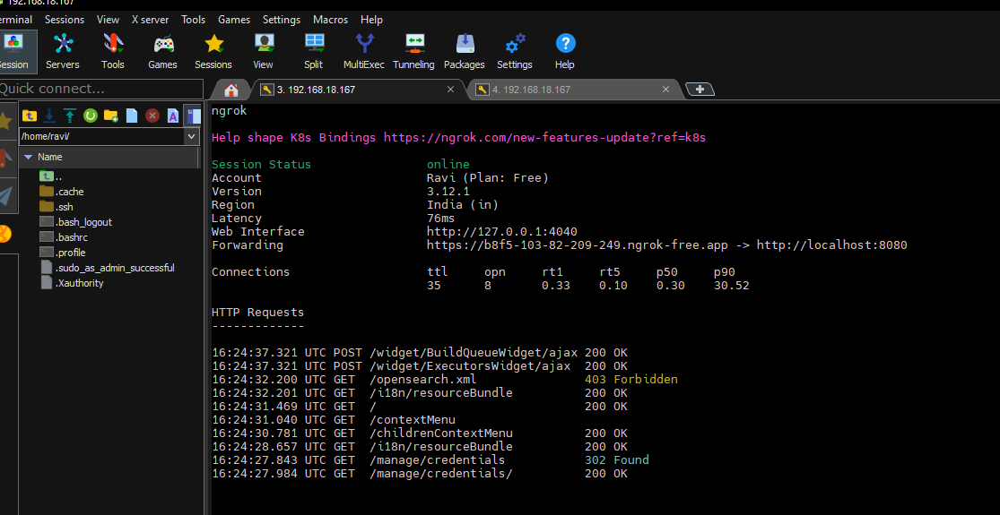 192.168.18.167
erminal Sessions View X server Tools Games Settings Macros Help
Session Servers Tools Games Sessions View Split MultiExec Tunneling Packages Settings Help
Quick connect...
3. 192.168.18.167
4. 192.168.18.167
/home/ravi/
Name
..
.cache
.ssh
.bash_logout
.bashrc
.profile
.sudo_as_admin_successful
.Xauthority
ngrok
Help shape K8s Bindings https://ngrok.com/new-features-update?ref=k8s
Session Status online
Account Ravi (Plan: Free)
Version 3.12.1
Region India (in)
Latency 76ms
Web Interface http://127.0.0.1:4040
Forwarding https://b8f5-103-82-209-249.ngrok-free.app -> http://localhost:8080
Connections ttl opn rt1 rt5 p50 p90
35 8 0.33 0.10 0.30 30.52
HTTP Requests
-------------
16:24:37.321 UTC POST /widget/BuildQueueWidget/ajax 200 OK
16:24:37.321 UTC POST /widget/ExecutorsWidget/ajax 200 OK
16:24:32.200 UTC GET /opensearch.xml 403 Forbidden
16:24:32.201 UTC GET /i18n/resourceBundle 200 OK
16:24:31.469 UTC GET / 200 OK
16:24:31.040 UTC GET /contextMenu
16:24:30.781 UTC GET /childrenContextMenu 200 OK
16:24:28.657 UTC GET /i18n/resourceBundle 200 OK
16:24:27.843 UTC GET /manage/credentials 302 Found
16:24:27.984 UTC GET /manage/credentials/ 200 OK